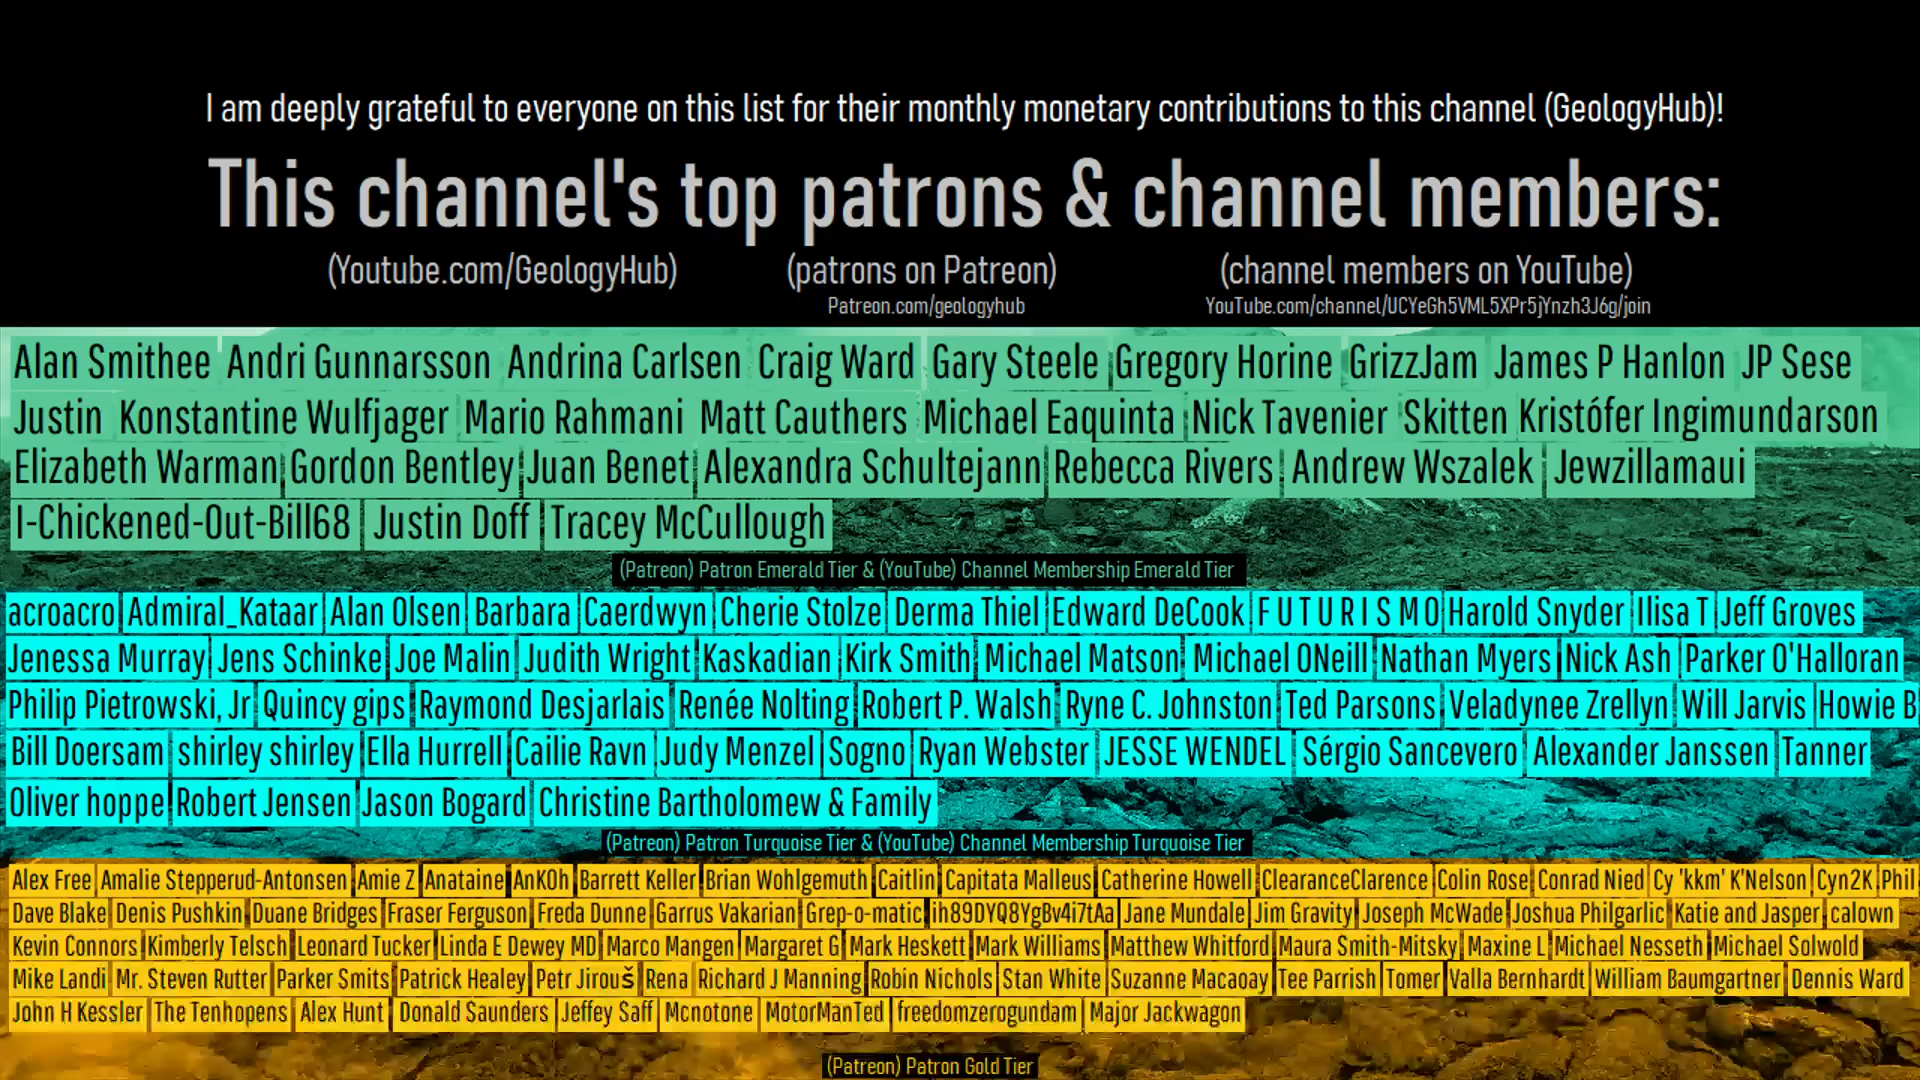 I am deeply grateful to everyone on this list for their monthly monetary contributions to this channel (GeologyHub)!
This channel's top patrons & channel members:
(Youtube.com/GeologyHub) (patrons on Patreon) (channel members on YouTube)
Patreon.com/geologyhub YouTube.com/channel/UCYeGh5VML5XPr5jYnzh3J6g/join
Alan Smithee Andri Gunnarsson Andrina Carlsen Craig Ward Gary Steele Gregory Horine GrizzJam James P Hanlon JP Sese
Justin Konstantine Wulfjager Mario Rahmani Matt Cauthers Michael Eaquinta Nick Tavenier Skitten Kristófer Ingimundarson
Elizabeth Warman Gordon Bentley Juan Benet Alexandra Schultejann Rebecca Rivers Andrew Wszalek Jewzillamaui
I-Chickened-Out-Bill68 Justin Doff Tracey McCullough
(Patreon) Patron Emerald Tier & (YouTube) Channel Membership Emerald Tier
acroacro Admiral_Kataar Alan Olsen Barbara Caerdwyn Cherie Stolze Derma Thiel Edward DeCook F U T U R I S M O Harold Snyder Ilisa T Jeff Groves
Jenessa Murray Jens Schinke Joe Malin Judith Wright Kaskadian Kirk Smith Michael Matson Michael ONeill Nathan Myers Nick Ash Parker O'Halloran
Philip Pietrowski, Jr Quincy gips Raymond Desjarlais Renée Nolting Robert P. Walsh Ryne C. Johnston Ted Parsons Veladynee Zrellyn Will Jarvis Howie B
Bill Doersam shirley shirley Ella Hurrell Cailie Ravn Judy Menzel Sogno Ryan Webster JESSE WENDEL Sérgio Sancevero Alexander Janssen Tanner
Oliver hoppe Robert Jensen Jason Bogard Christine Bartholomew & Family
(Patreon) Patron Turquoise Tier & (YouTube) Channel Membership Turquoise Tier
Alex Free Amalie Stepperud-Antonsen Amie Z Anataine AnKOh Barrett Keller Brian Wohlgemuth Caitlin Capitata Malleus Catherine Howell ClearanceClarence Colin Rose Conrad Nied Cy 'kkm' K'Nelson Cyn2K Phil
Dave Blake Denis Pushkin Duane Bridges Fraser Ferguson Freda Dunne Garrus Vakarian Grep-o-matic ih89DYQ8YgBv4i7tAa Jane Mundale Jim Gravity Joseph McWade Joshua Philgarlic Katie and Jasper calown
Kevin Connors Kimberly Telsch Leonard Tucker Linda E Dewey MD Marco Mangen Margaret G Mark Heskett Mark Williams Matthew Whitford Maura Smith-Mitsky Maxine L Michael Nesseth Michael Solwold
Mike Landi Mr. Steven Rutter Parker Smits Patrick Healey Petr Jirouš Rena Richard J Manning Robin Nichols Stan White Suzanne Macaoay Tee Parrish Tomer Valla Bernhardt William Baumgartner Dennis Ward
John H Kessler The Tenhopens Alex Hunt Donald Saunders Jeffey Saff Mcnotone MotorManTed freedomzerogundam Major Jackwagon
(Patreon) Patron Gold Tier